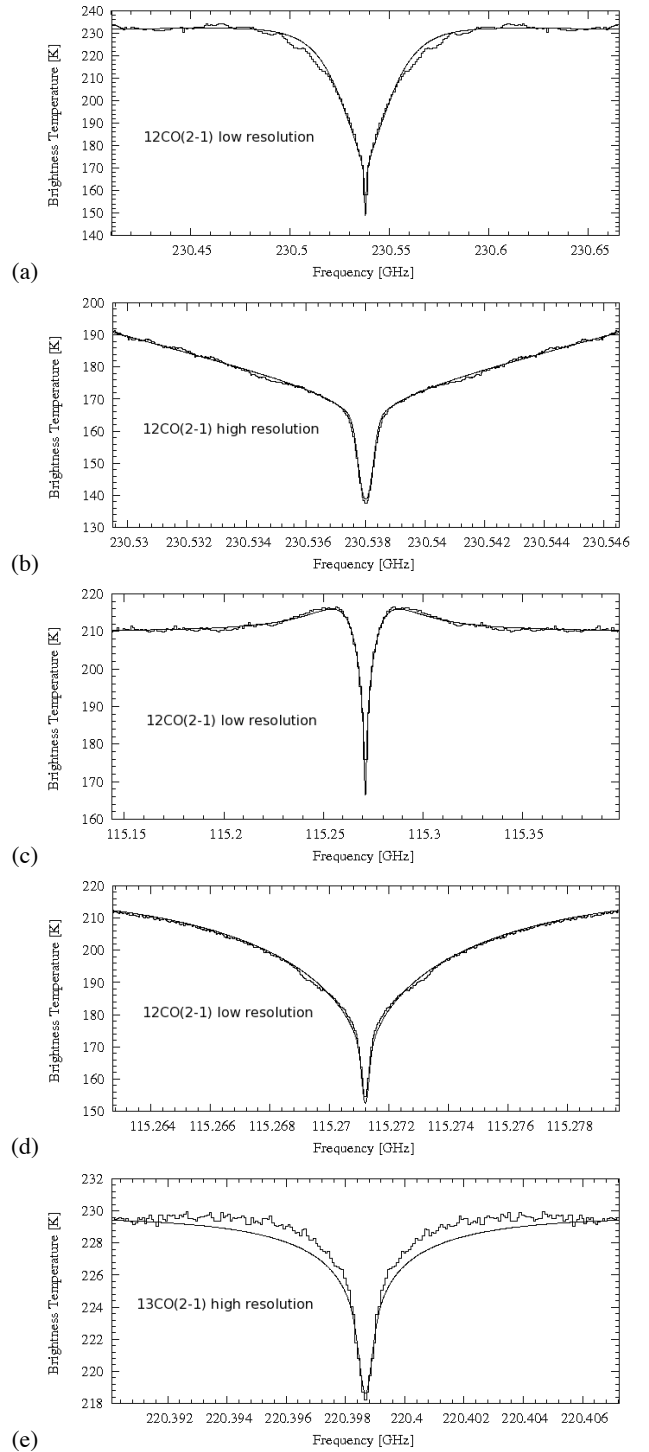 240
230
220
210
200
190
180
170
160
150
140
Brightness Temperature [K]
12CO(2-1) low resolution
230.45 230.5 230.55 230.6 230.65
Frequency [GHz]
(a)
200
190
180
170
160
150
140
130
Brightness Temperature [K]
12CO(2-1) high resolution
230.53 230.532 230.534 230.536 230.538 230.54 230.542 230.544 230.546
Frequency [GHz]
(b)
220
210
200
190
180
170
160
Brightness Temperature [K]
12CO(2-1) low resolution
115.15 115.2 115.25 115.3 115.35
Frequency [GHz]
(c)
220
210
200
190
180
170
160
150
Brightness Temperature [K]
12CO(2-1) low resolution
115.264 115.266 115.268 115.27 115.272 115.274 115.276 115.278
Frequency [GHz]
(d)
232
230
228
226
224
222
220
218
Brightness Temperature [K]
13CO(2-1) high resolution
220.392 220.394 220.396 220.398 220.4 220.402 220.404 220.406
Frequency [GHz]
(e)